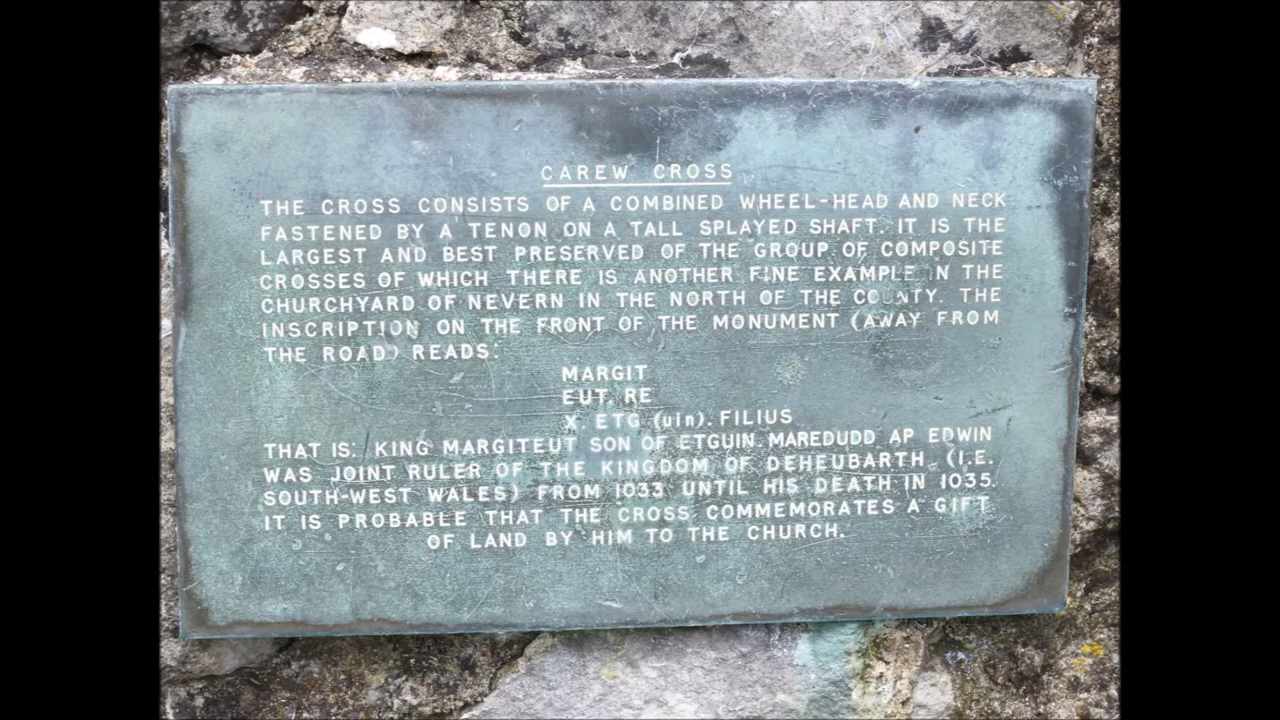 CAREW CROSS
THE CROSS CONSISTS OF A COMBINED WHEEL-HEAD AND NECK
FASTENED BY A TENON ON A TALL SPLAYED SHAFT. IT IS THE
LARGEST AND BEST PRESERVED OF THE GROUP OF COMPOSITE
CROSSES OF WHICH THERE IS ANOTHER FINE EXAMPLE IN THE
CHURCHYARD OF NEVERN IN THE NORTH OF THE COUNTY. THE
INSCRIPTION ON THE FRONT OF THE MONUMENT (AWAY FROM
THE ROAD) READS:
MARGIT
EUT. RE
X. ETG (uin). FILIUS
THAT IS: KING MARGITEUT SON OF ETGUIN. MAREDUDD AP EDWIN
WAS JOINT RULER OF THE KINGDOM OF DEHEUBARTH (I.E.
SOUTH-WEST WALES) FROM 1033 UNTIL HIS DEATH IN 1035.
IT IS PROBABLE THAT THE CROSS COMMEMORATES A GIFT
OF LAND BY HIM TO THE CHURCH.